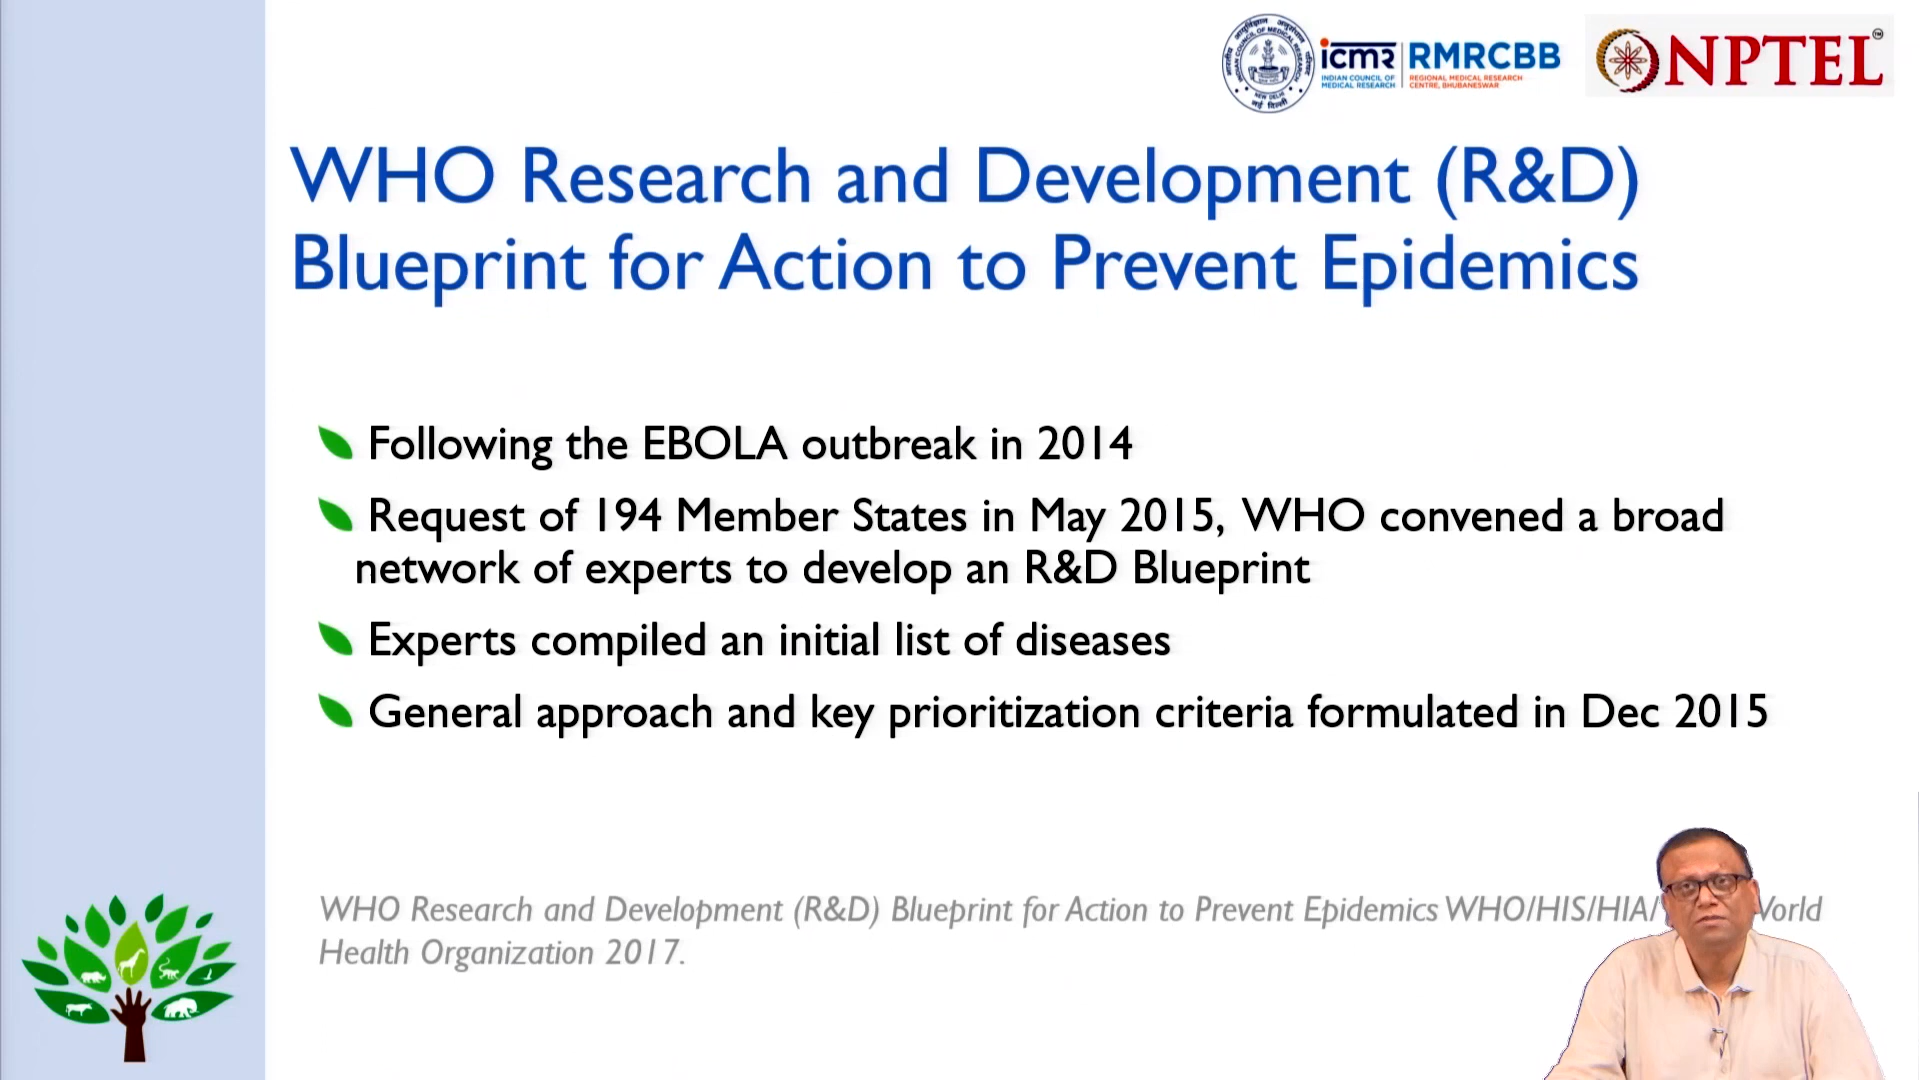 icmr
INDIAN COUNCIL OF
MEDICAL RESEARCH
RMRCBB
REGIONAL MEDICAL RESEARCH
CENTRE, BHUBANESWAR
NPTEL
WHO Research and Development (R&D)
Blueprint for Action to Prevent Epidemics
Following the EBOLA outbreak in 2014
Request of 194 Member States in May 2015, WHO convened a broad
network of experts to develop an R&D Blueprint
Experts compiled an initial list of diseases
General approach and key prioritization criteria formulated in Dec 2015
WHO Research and Development (R&D) Blueprint for Action to Prevent Epidemics WHO/HIS/HIA/
Health Organization 2017.